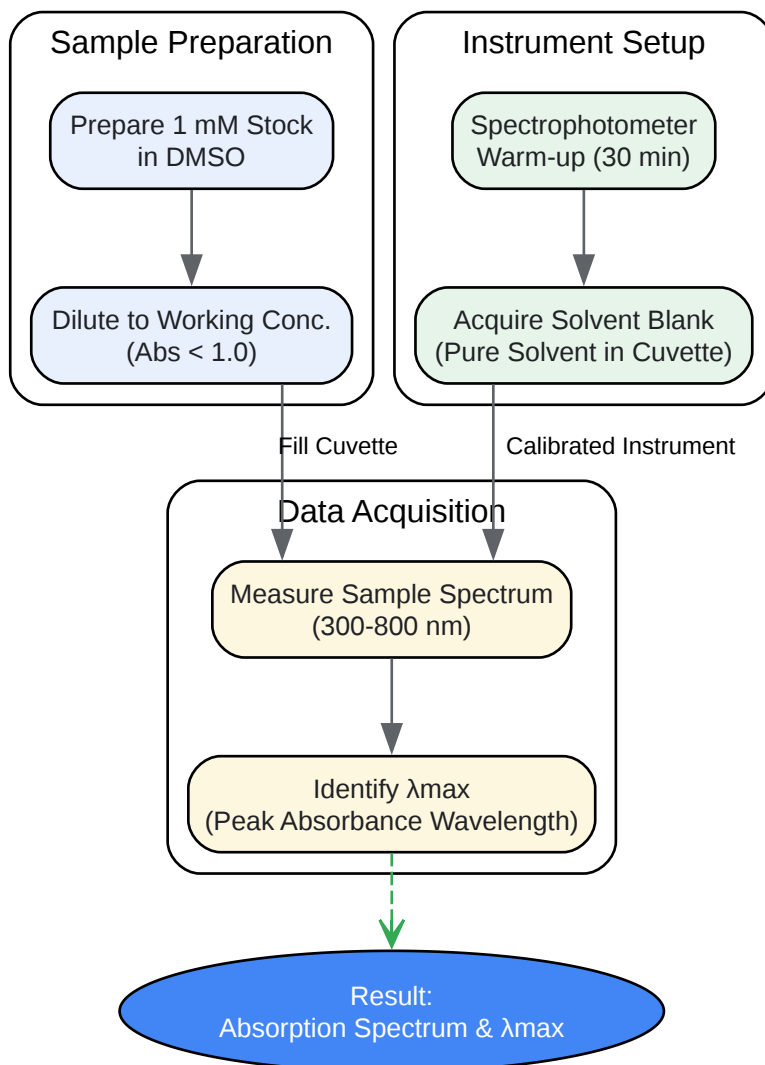 Sample Preparation
Prepare 1 mM Stock
in DMSO
Dilute to Working Conc.
(Abs < 1.0)
Instrument Setup
Spectrophotometer
Warm-up (30 min)
Acquire Solvent Blank
(Pure Solvent in Cuvette)
Fill Cuvette
Calibrated Instrument
Data Acquisition
Measure Sample Spectrum
(300-800 nm)
Identify λmax
(Peak Absorbance Wavelength)
Result:
Absorption Spectrum & λmax